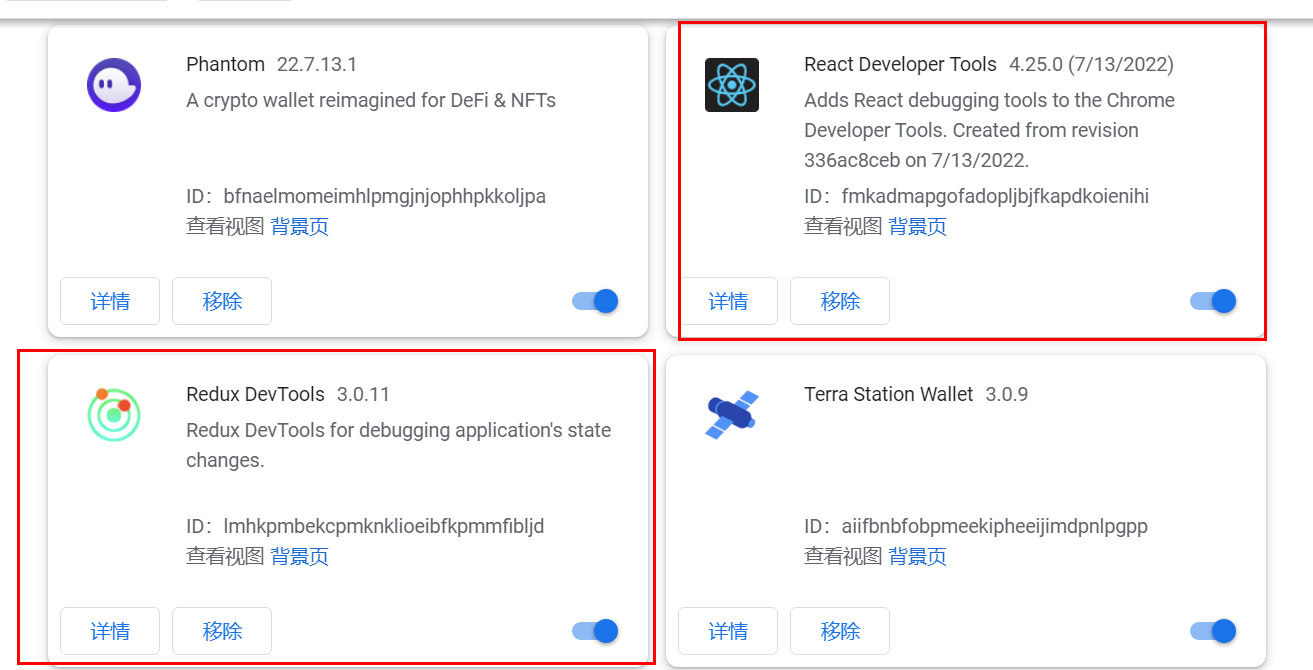 Phantom 22.7.13.1
A crypto wallet reimagined for DeFi & NFTs
ID：bfnaelmomeimhlpmgjnjophhpkkoljpa
查看视图 背景页
详情 移除
React Developer Tools 4.25.0 (7/13/2022)
Adds React debugging tools to the Chrome
Developer Tools. Created from revision
336ac8ceb on 7/13/2022.
ID：fmkadmapgofadopljbjfkapdkoienihi
查看视图 背景页
详情 移除
Redux DevTools 3.0.11
Redux DevTools for debugging application's state
changes.
ID：lmhkpmbekcpmknklioeibfkpmmfibljd
查看视图 背景页
详情 移除
Terra Station Wallet 3.0.9
ID：aiifbnbfobpmeekipheeijimdpnlpgpp
查看视图 背景页
详情 移除